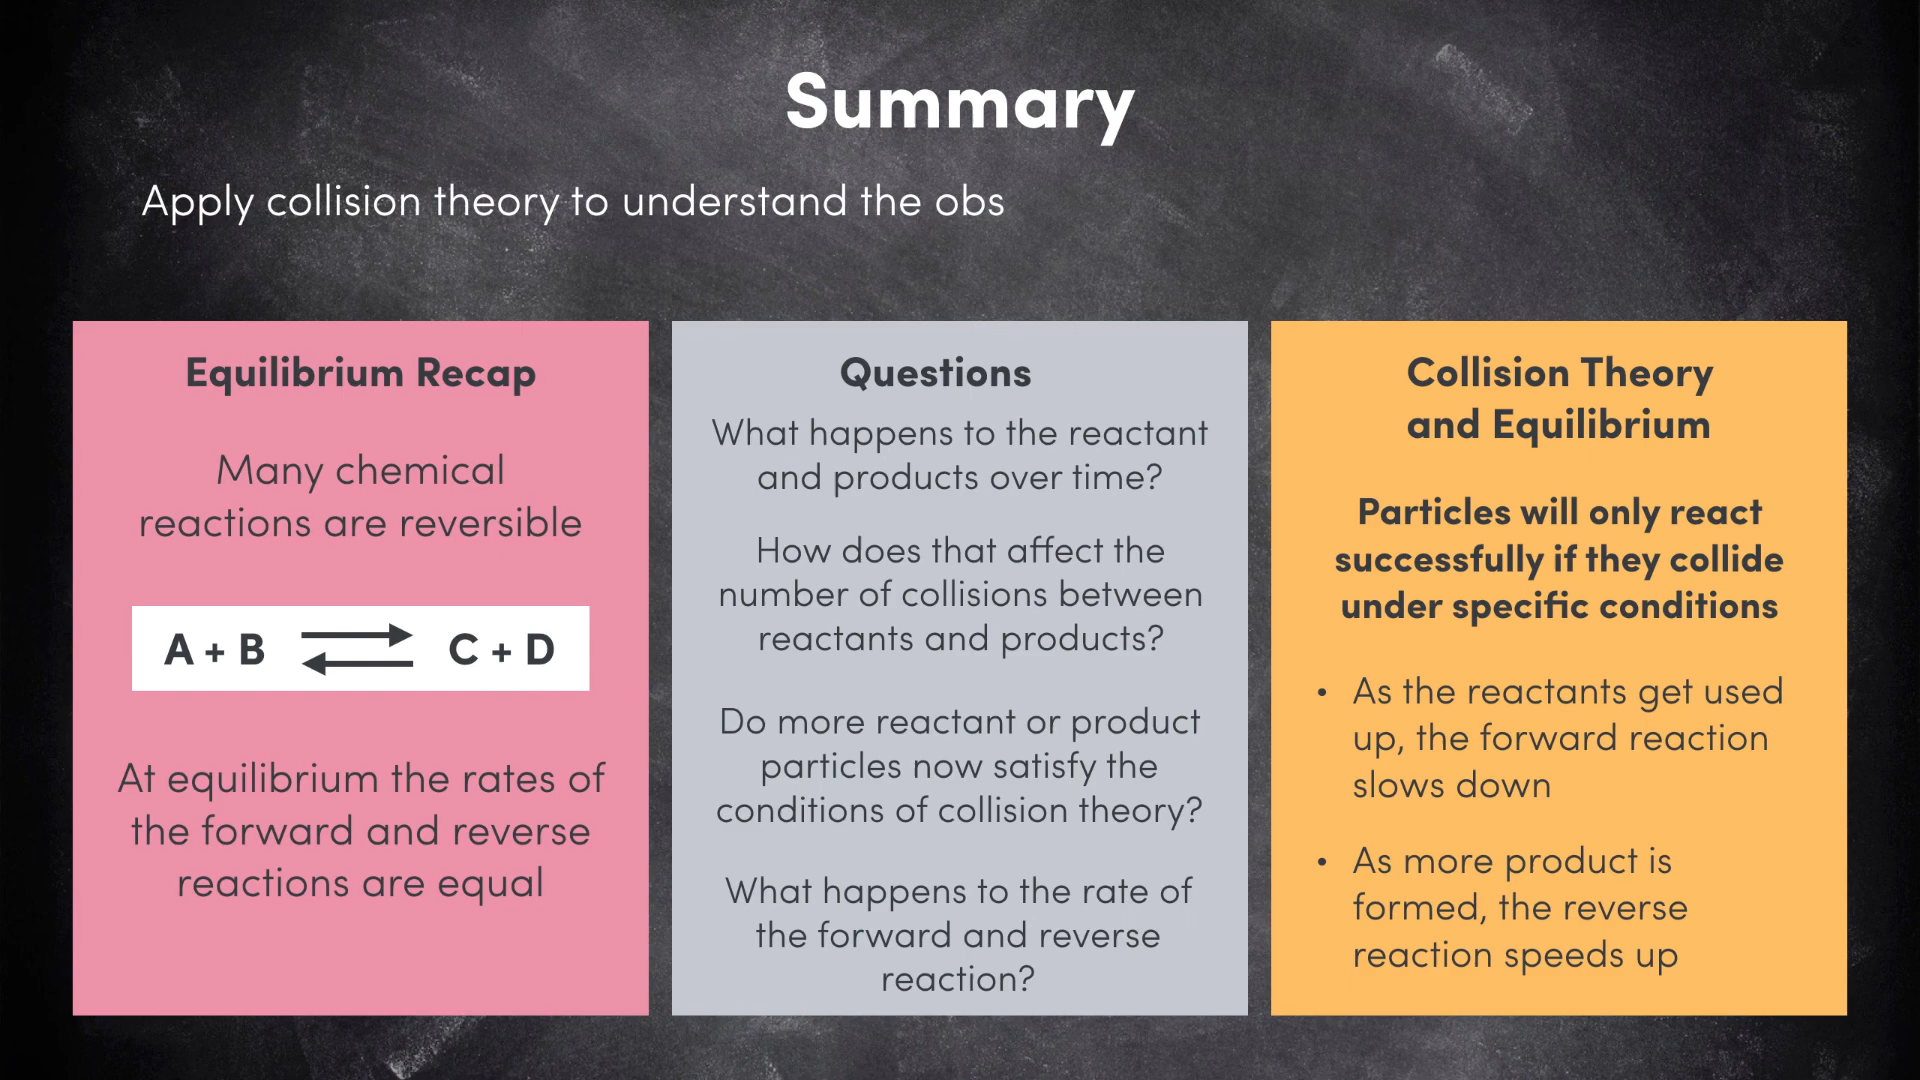 Summary
Apply collision theory to understand the obs
Equilibrium Recap
Many chemical
reactions are reversible
A + B ⇌ C + D
At equilibrium the rates of
the forward and reverse
reactions are equal
Questions
What happens to the reactant
and products over time?
How does that affect the
number of collisions between
reactants and products?
Do more reactant or product
particles now satisfy the
conditions of collision theory?
What happens to the rate of
the forward and reverse
reaction?
Collision Theory
and Equilibrium
Particles will only react
successfully if they collide
under specific conditions
• As the reactants get used
up, the forward reaction
slows down
• As more product is
formed, the reverse
reaction speeds up